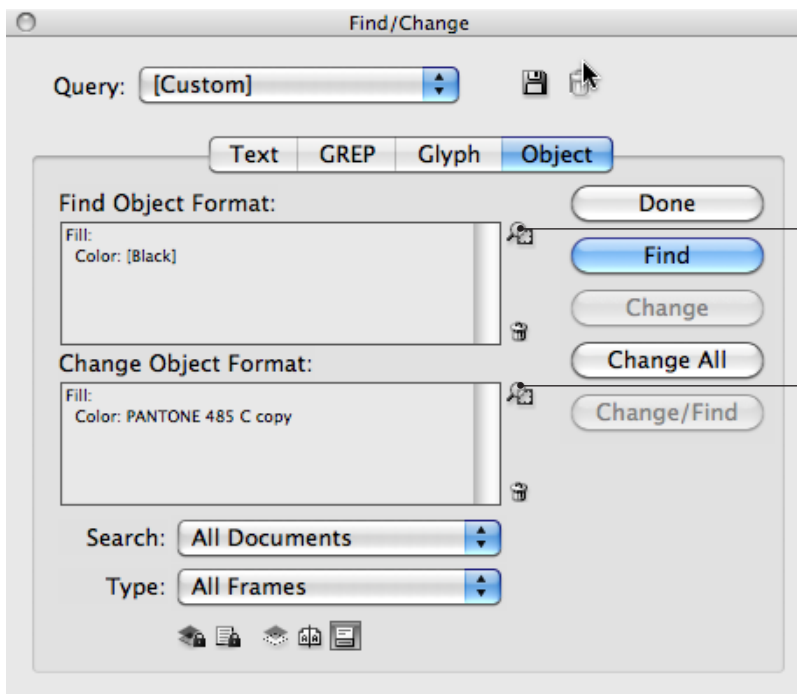 Find/Change
Query: [Custom]
Text GREP Glyph Object
Find Object Format:
Done
Fill:
Color: [Black]
Find
Change
Change Object Format:
Change All
Fill:
Color: PANTONE 485 C copy
Change/Find
Search: All Documents
Type: All Frames